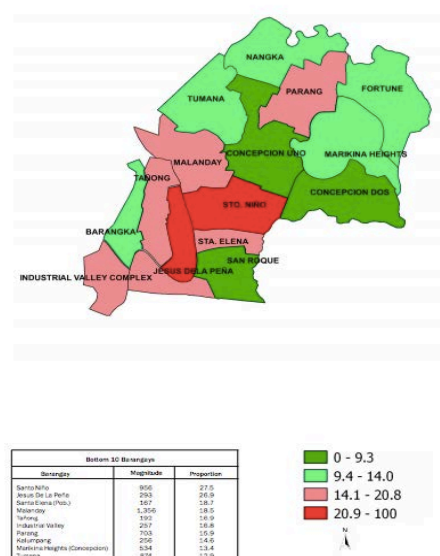 NANGKA
PARANG
FORTUNE
TUMANA
CONCEPCION UNO
MARIKINA HEIGHTS
MALANDAY
TAÑONG
CONCEPCION DOS
STO. NIÑO
BARANGKA
STA. ELENA
SAN ROQUE
INDUSTRIAL VALLEY COMPLEX
JESUS DELA PEÑA
Bottom 10 Barangays
Barangay Magnitude Proportion
Santo Niño 956 27.5
Jesus De La Peña 293 26.9
Santa Elena (Pob.) 167 18.7
Malanday 1,356 18.5
Tañong 192 16.9
Industrial Valley 257 16.8
Parang 703 15.9
Kalumpang 256 14.6
Marikina Heights (Concepcion) 534 13.4
Tumana 12.9
0 - 9.3
9.4 - 14.0
14.1 - 20.8
20.9 - 100
N